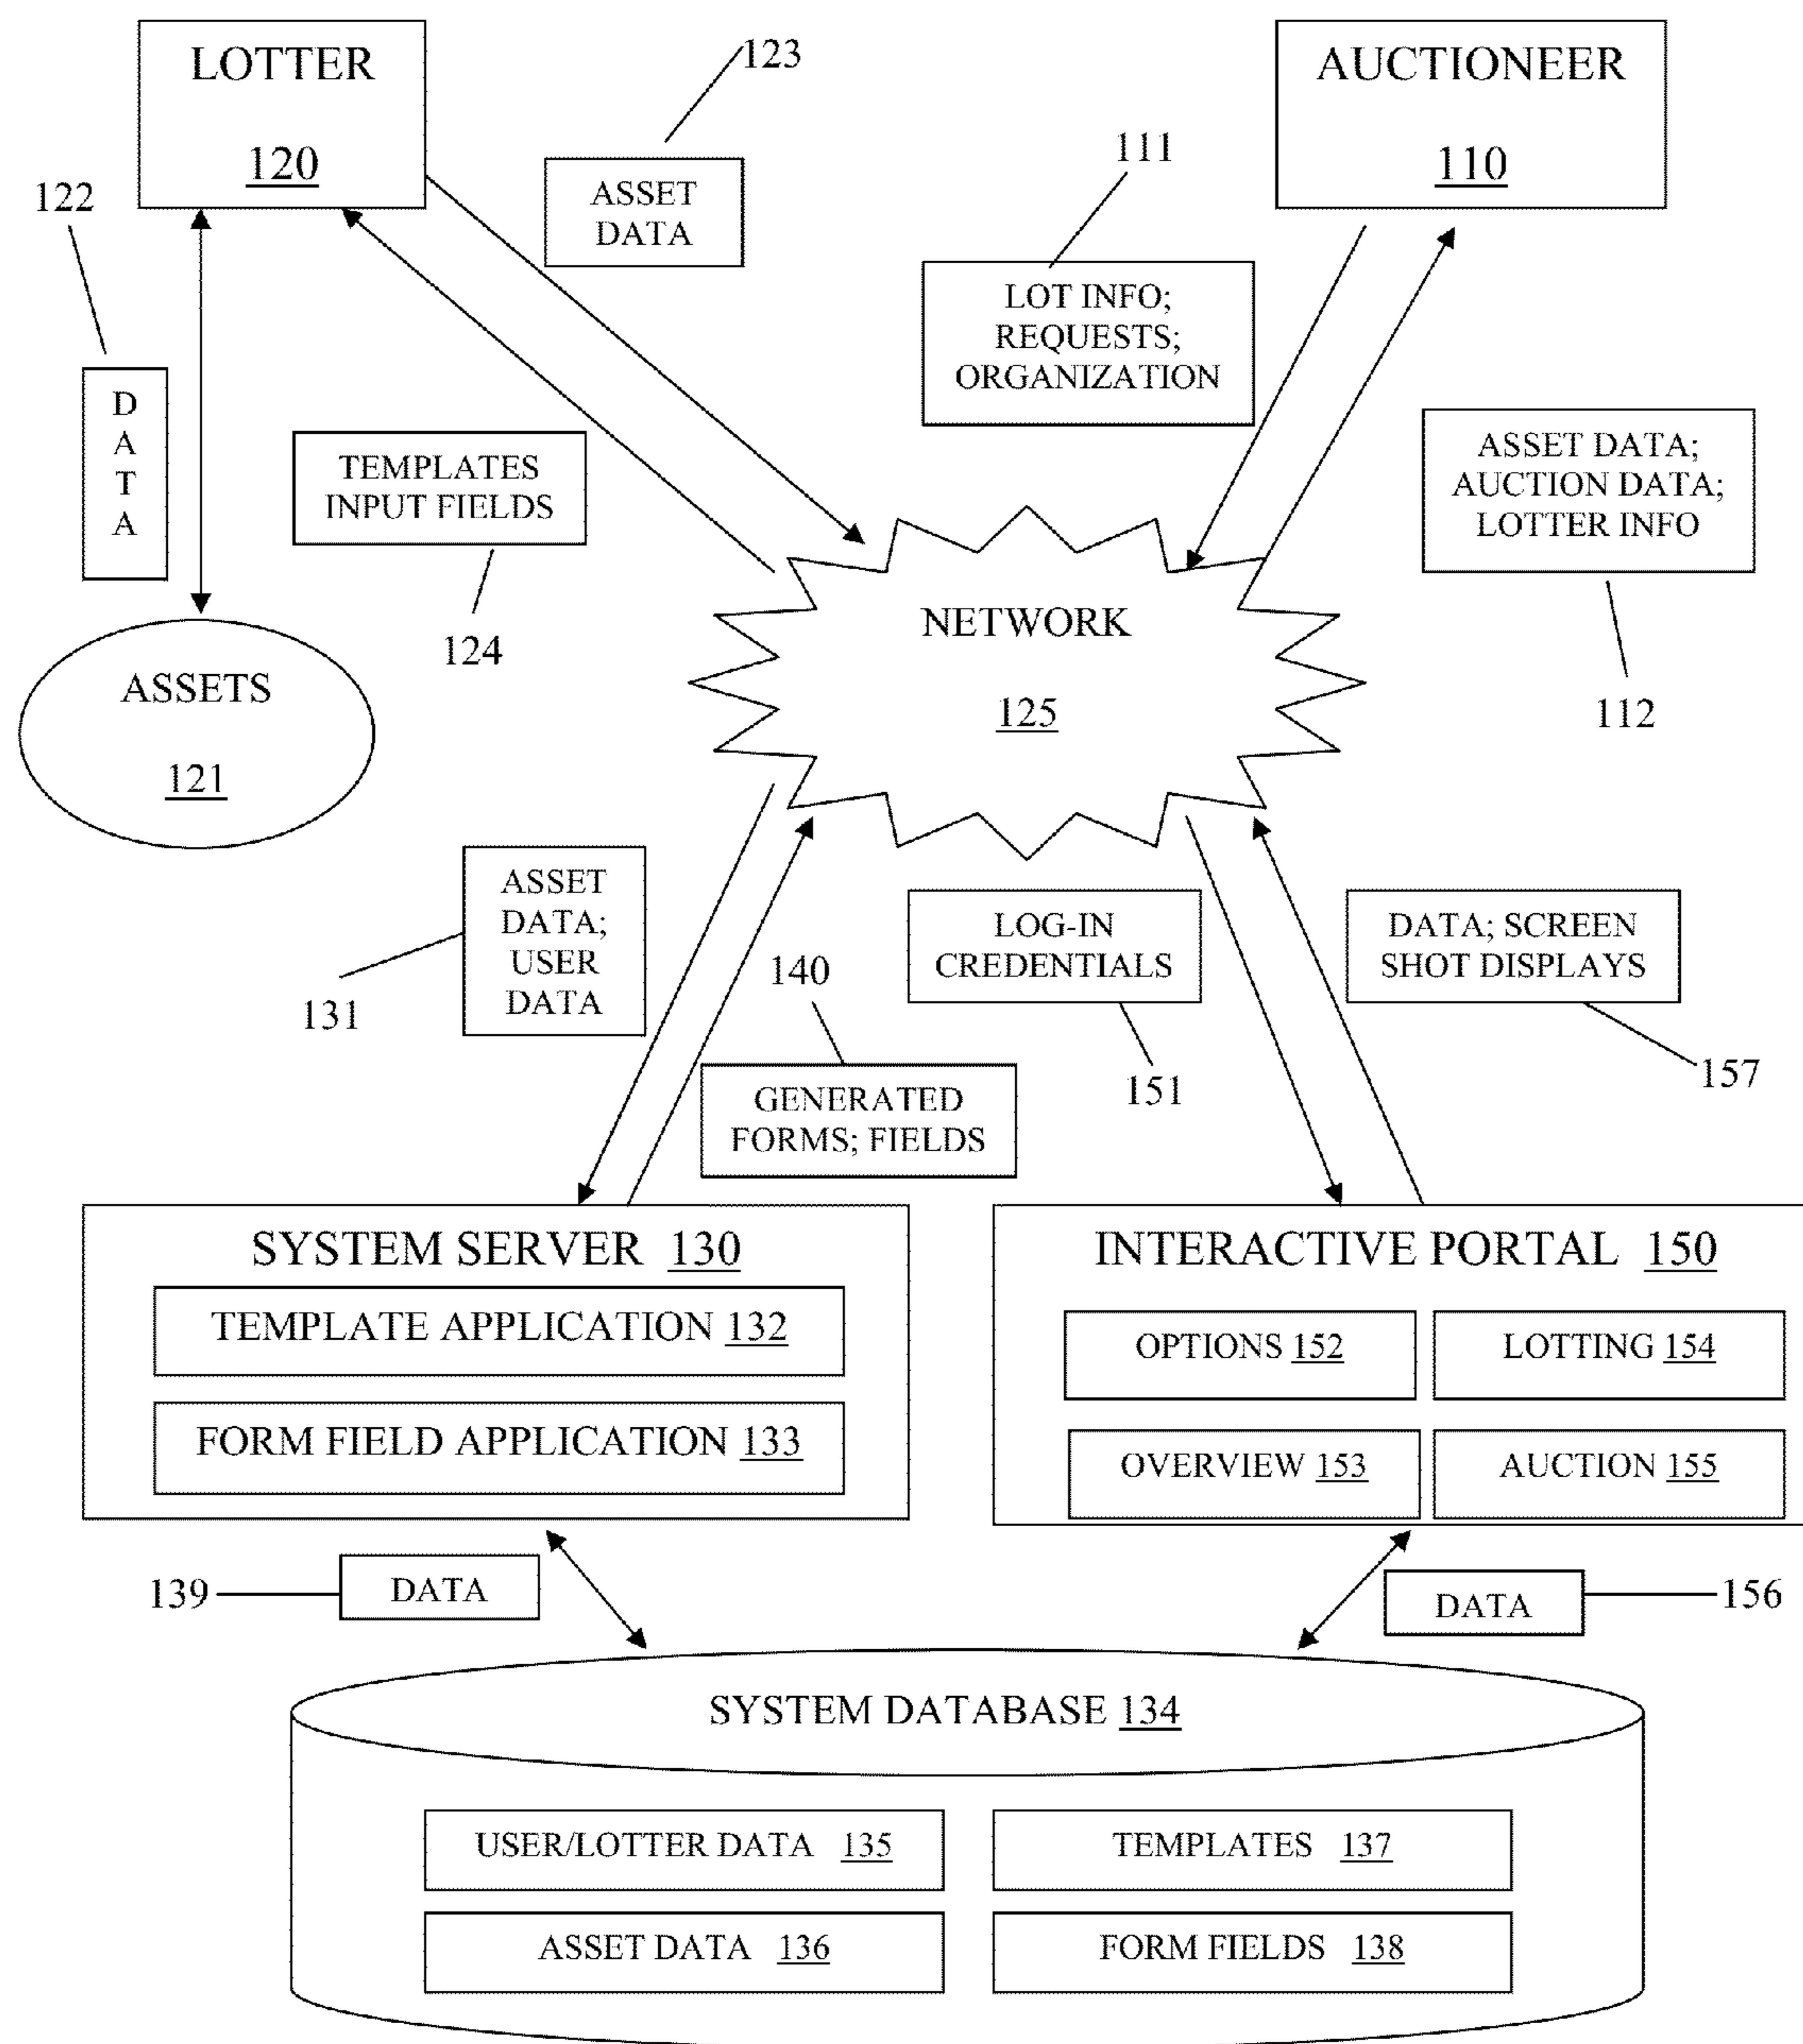 LOTTER
120
123
AUCTIONEER
110
111
ASSET
DATA
122
LOT INFO;
REQUESTS;
ORGANIZATION
D
A
T
A
TEMPLATES
INPUT FIELDS
124
ASSET DATA;
AUCTION DATA;
LOTTER INFO
112
NETWORK
125
ASSETS
121
ASSET
DATA;
USER
DATA
131
140
GENERATED
FORMS; FIELDS
LOG-IN
CREDENTIALS
151
DATA; SCREEN
SHOT DISPLAYS
157
SYSTEM SERVER 130
TEMPLATE APPLICATION 132
FORM FIELD APPLICATION 133
INTERACTIVE PORTAL 150
OPTIONS 152
LOTTING 154
OVERVIEW 153
AUCTION 155
139
DATA
DATA
156
SYSTEM DATABASE 134
USER/LOTTER DATA 135
TEMPLATES 137
ASSET DATA 136
FORM FIELDS 138